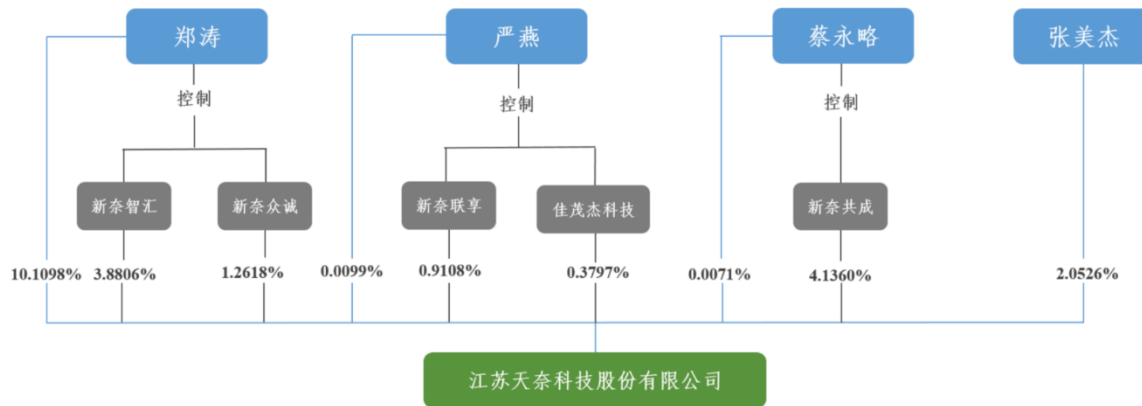 郑涛
严燕
蔡永略
张美杰
控制
控制
控制
新奈智汇
新奈众诚
新奈联享
佳茂杰科技
新奈共成
10.1098%
3.8806%
1.2618%
0.0099%
0.9108%
0.3797%
0.0071%
4.1360%
2.0526%
江苏天奈科技股份有限公司